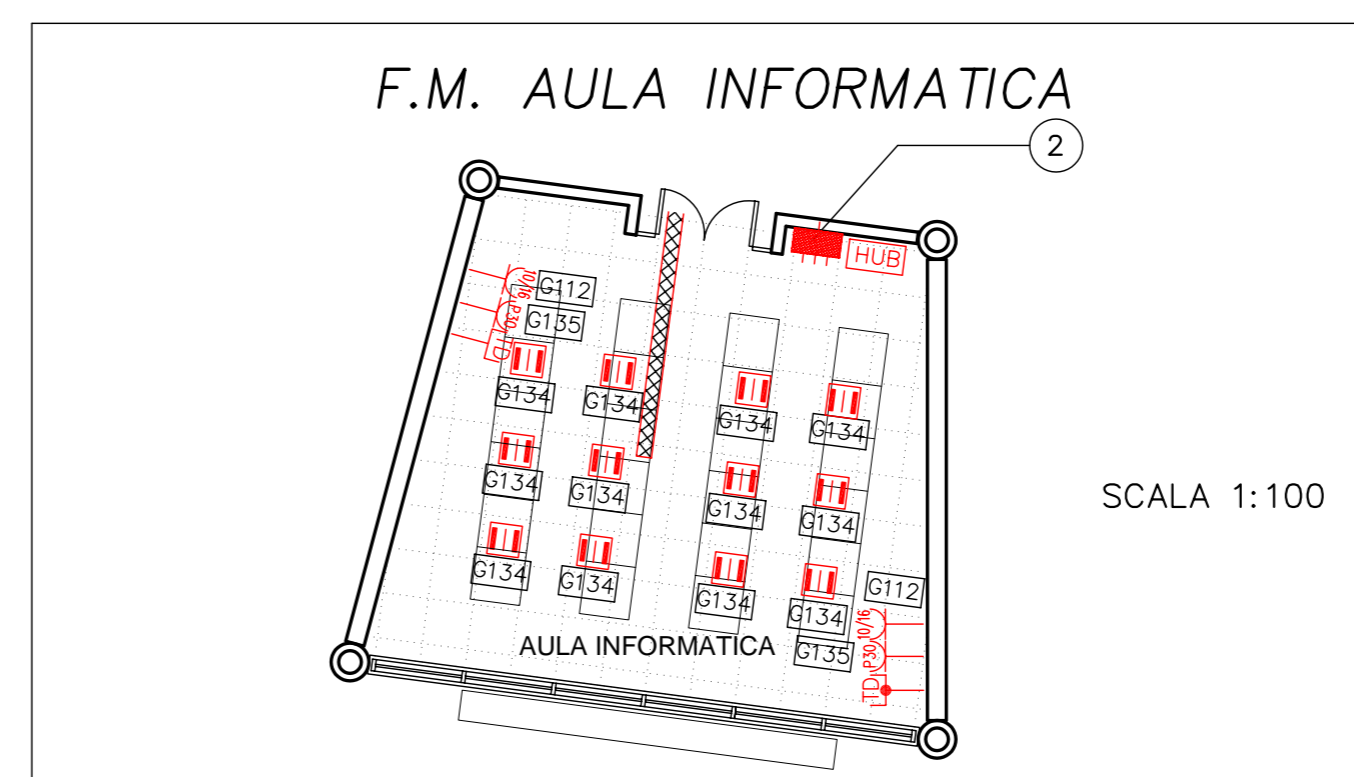 F.M. AULA INFORMATICA
2
HUB
10/16
G112
P30
G135
TD
G134
G134
G134
G134
G134
G134
G134
G134
G134
G134
G134
G134
SCALA 1:100
G112
10/16
G135
P30
TD
AULA INFORMATICA